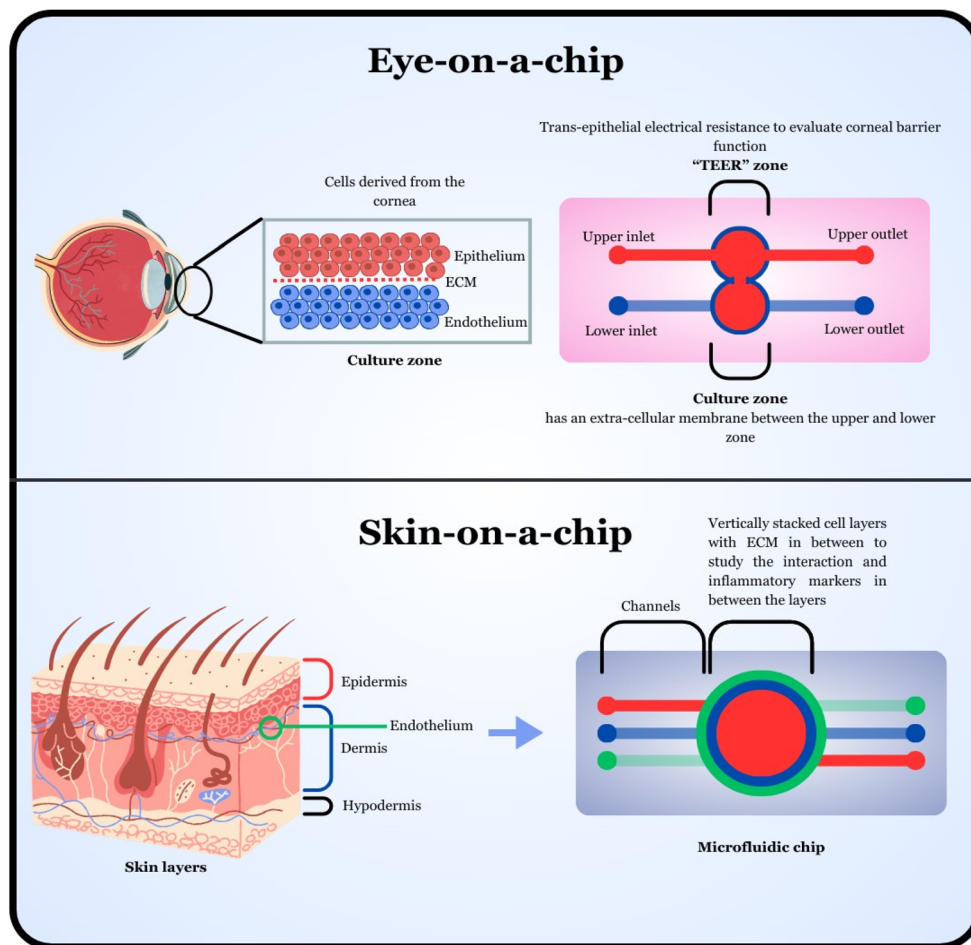 Eye-on-a-chip
Trans-epithelial electrical resistance to evaluate corneal barrier
function
“TEER” zone
Cells derived from the
cornea
Epithelium
ECM
Endothelium
Culture zone
Upper inlet
Upper outlet
Lower inlet
Lower outlet
Culture zone
has an extra-cellular membrane between the upper and lower
zone
Skin-on-a-chip
Vertically stacked cell layers
with ECM in between to
study the interaction and
inflammatory markers in
between the layers
Channels
Epidermis
Endothelium
Dermis
Hypodermis
Skin layers
Microfluidic chip